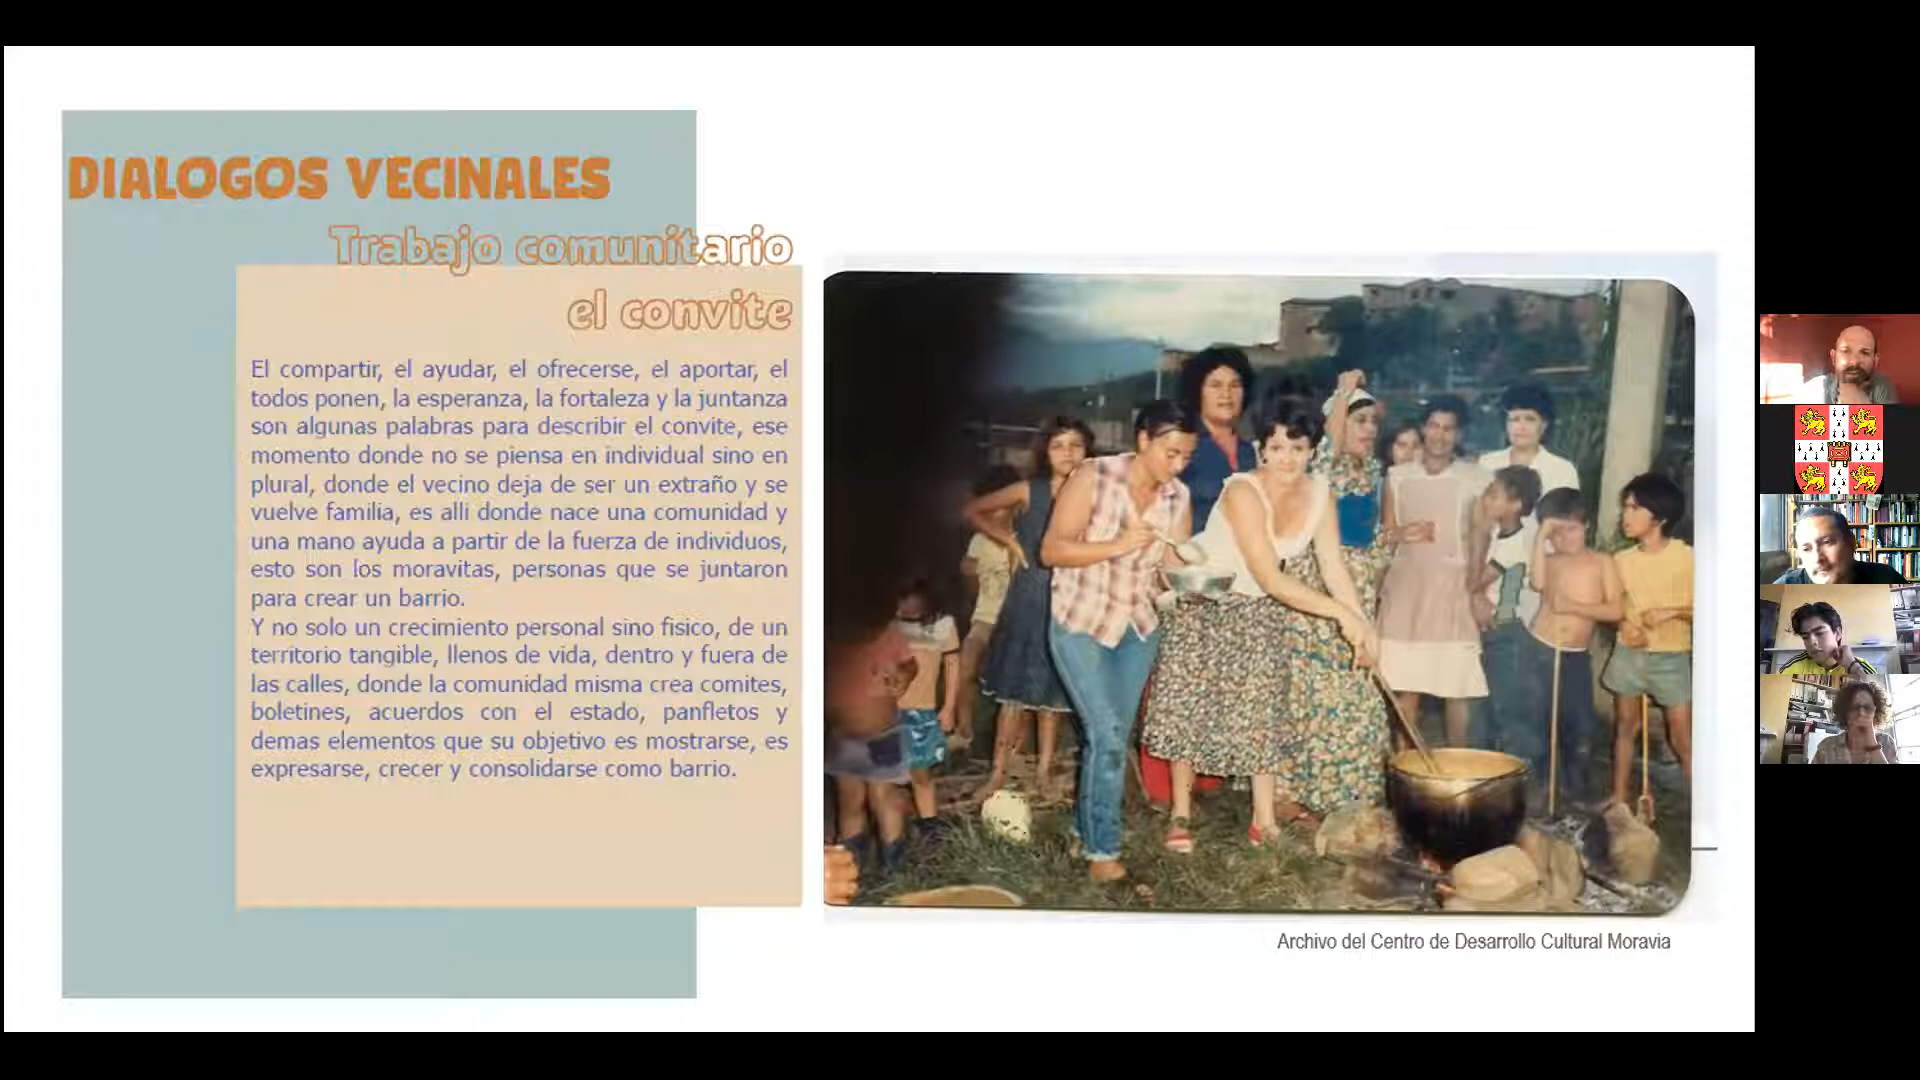 DIALOGOS VECINALES
Trabajo comunitario
el convite
El compartir, el ayudar, el ofrecerse, el aportar, el
todos ponen, la esperanza, la fortaleza y la juntanza
son algunas palabras para describir el convite, ese
momento donde no se piensa en individual sino en
plural, donde el vecino deja de ser un extraño y se
vuelve familia, es alli donde nace una comunidad y
una mano ayuda a partir de la fuerza de individuos,
esto son los moravitas, personas que se juntaron
para crear un barrio.
Y no solo un crecimiento personal sino fisico, de un
territorio tangible, llenos de vida, dentro y fuera de
las calles, donde la comunidad misma crea comites,
boletines, acuerdos con el estado, panfletos y
demas elementos que su objetivo es mostrarse, es
expresarse, crecer y consolidarse como barrio.
Archivo del Centro de Desarrollo Cultural Moravia